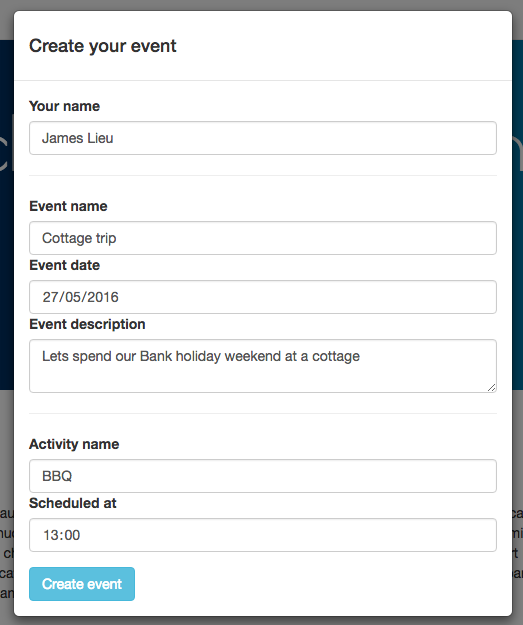 Create your event
Your name
James Lieu
Event name
Cottage trip
Event date
27/05/2016
Event description
Lets spend our Bank holiday weekend at a cottage
Activity name
BBQ
Scheduled at
13:00
Create event